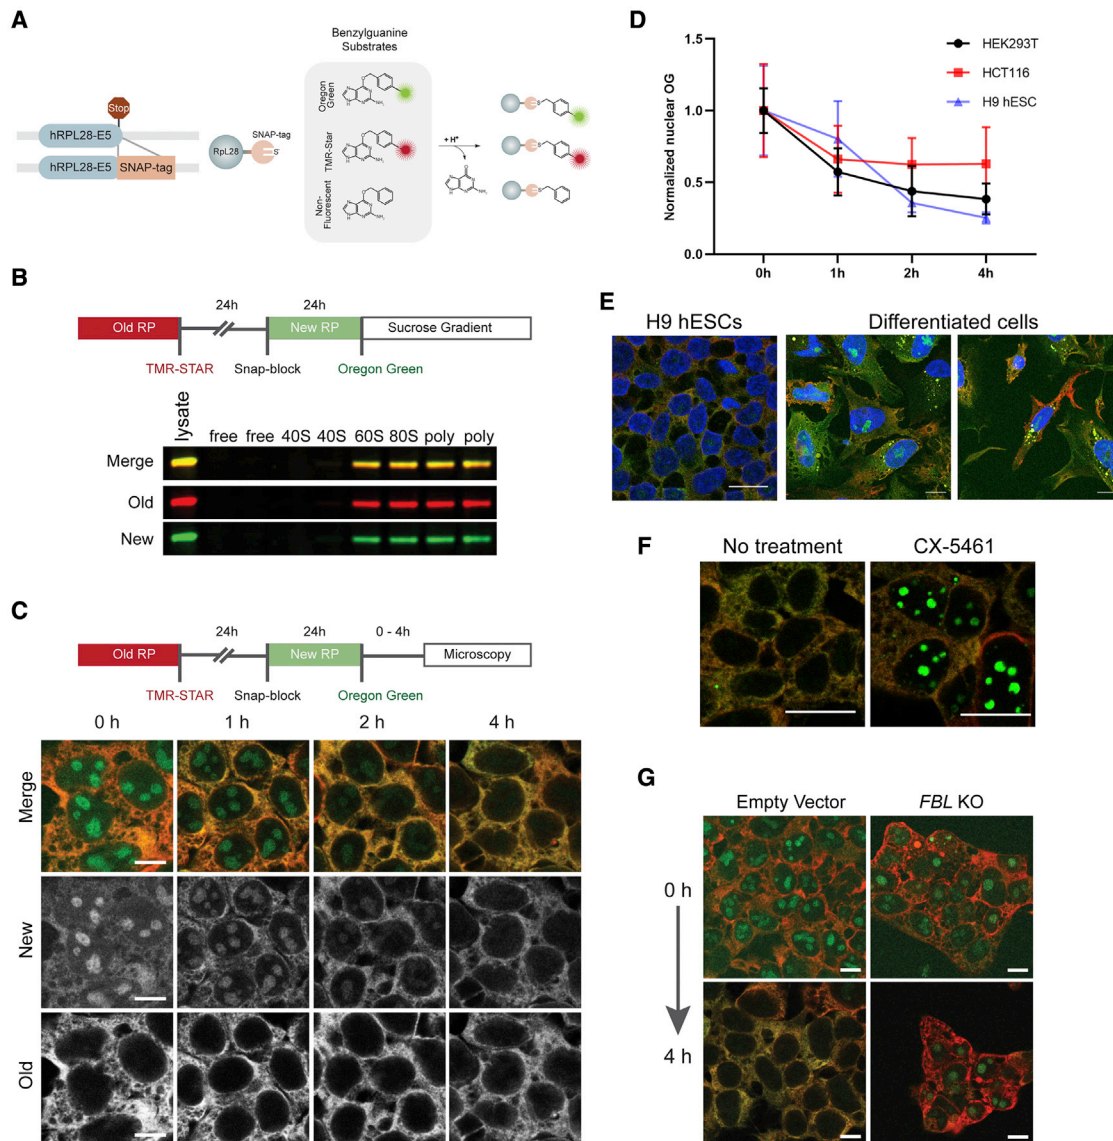 A
Benzylguanine
Substrates
Stop
hRPL28-E5
hRPL28-E5
SNAP-tag
RpL28
SNAP-tag
S⁻
Oregon
Green
TMR-Star
Non-
Fluorescent
+ H⁺
D
Normalized nuclear OG
1.5
1.0
0.5
0.0
0h
1h
2h
4h
HEK293T
HCT116
H9 hESC
B
24h
24h
Old RP
New RP
Sucrose Gradient
TMR-STAR
Snap-block
Oregon Green
lysate
free
free
40S
40S
60S
80S
poly
poly
Merge
Old
New
E
H9 hESCs
Differentiated cells
F
No treatment
CX-5461
C
24h
24h
0 - 4h
Old RP
New RP
Microscopy
TMR-STAR
Snap-block
Oregon Green
0 h
1 h
2 h
4 h
Merge
New
Old
G
Empty Vector
FBL KO
0 h
4 h